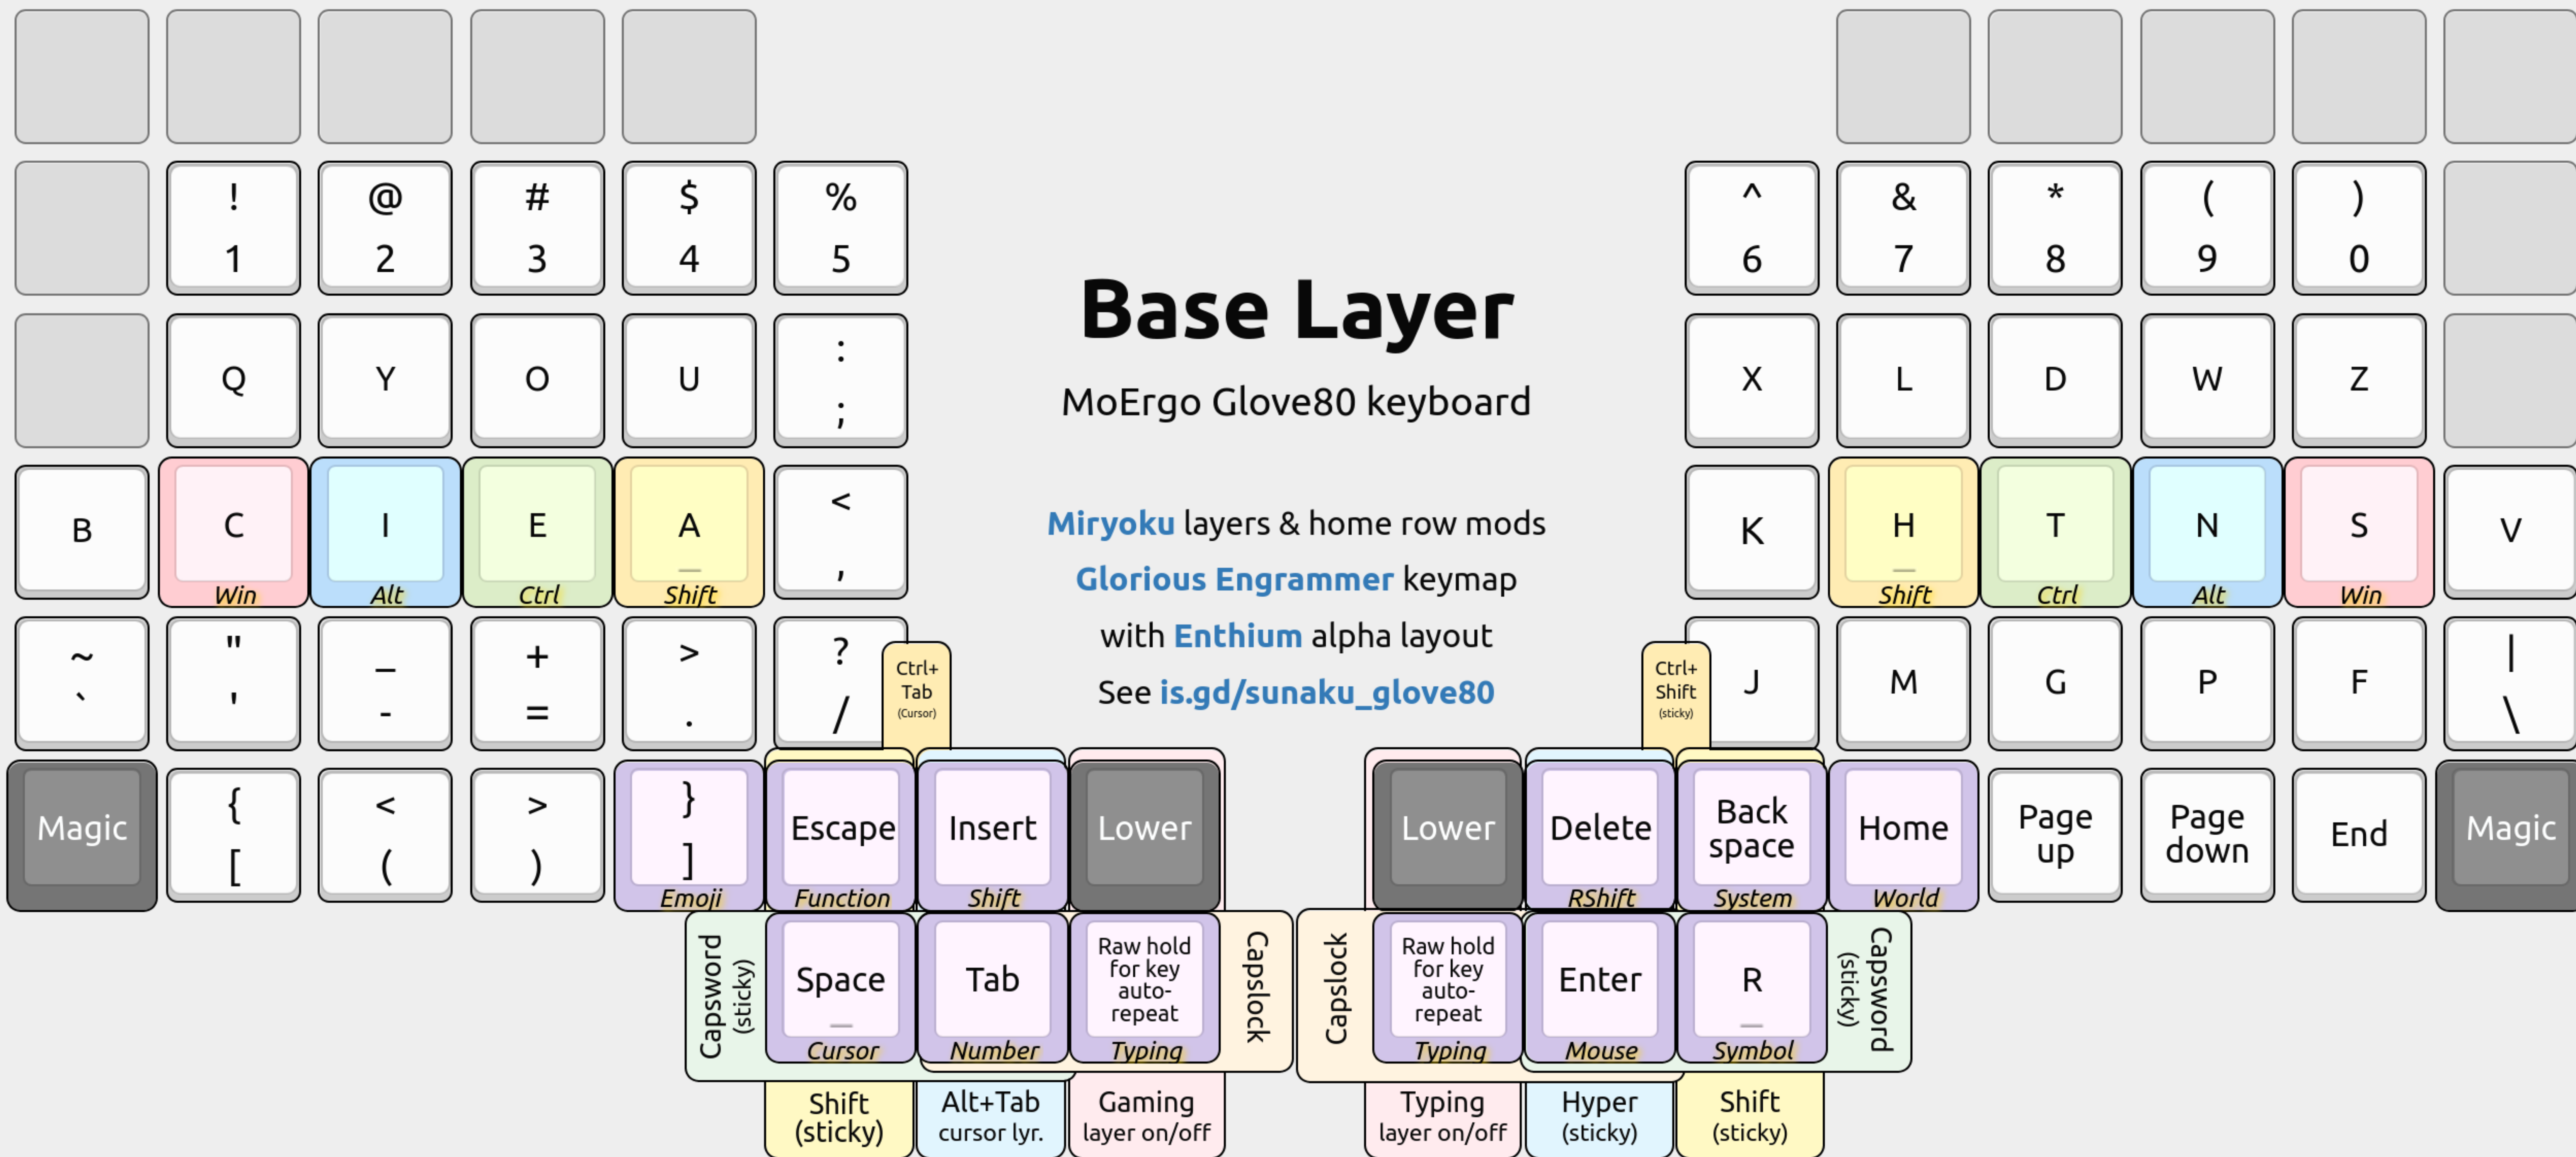 ! @ # $ % ^ & * ( )
1 2 3 4 5 6 7 8 9 0
Base Layer
MoErgo Glove80 keyboard
Q Y O U : ; X L D W Z
Miryoku layers & home row mods
Glorious Engrammer keymap
with Enthium alpha layout
See is.gd/sunaku_glove80
B C I E A < , K H T N S V
Win Alt Ctrl Shift Shift Ctrl Alt Win
~ " _ + > ? J M G P F |
` ' - = . / \
Ctrl+
Tab
(Cursor)
Ctrl+
Shift
(sticky)
Magic { < > } Escape Insert Lower Lower Delete Back Home Page Page End Magic
[ ( ) ] space up down
Emoji Function Shift RShift System World
Capsword
(sticky)
Space
Cursor
Tab
Number
Raw hold
for key
auto-
repeat
Typing
Capslock
Capslock
Raw hold
for key
auto-
repeat
Typing
Enter
Mouse
R
Symbol
Capsword
(sticky)
Shift
(sticky)
Alt+Tab
cursor lyr.
Gaming
layer on/off
Typing
layer on/off
Hyper
(sticky)
Shift
(sticky)